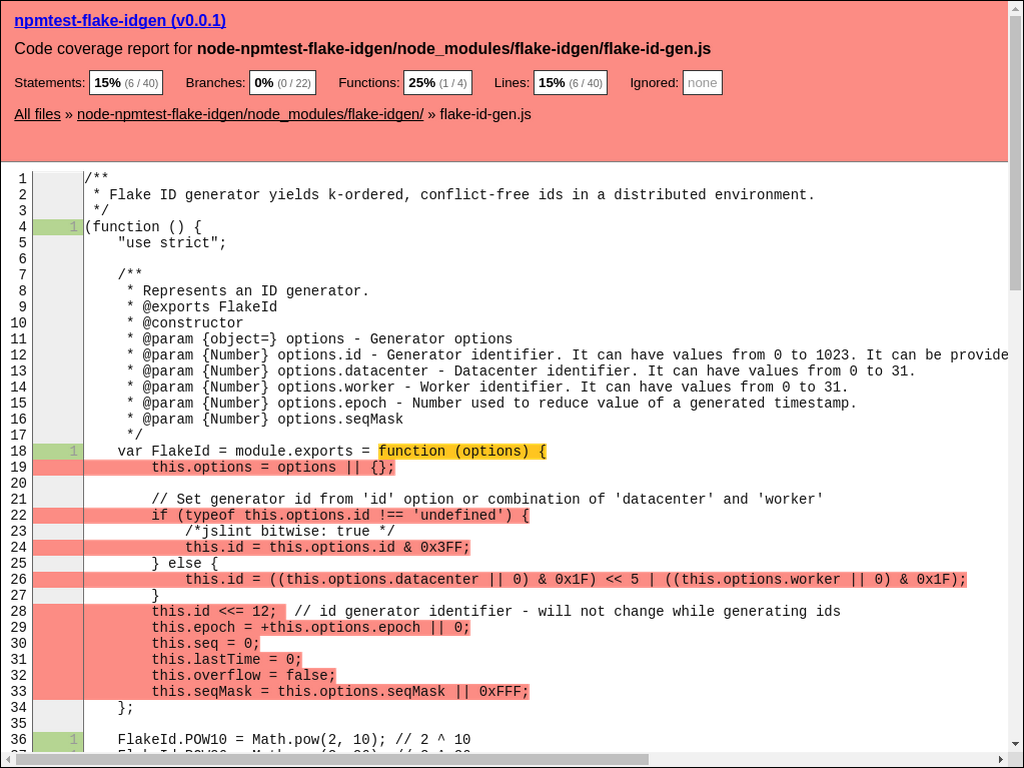 npmtest-flake-idgen (v0.0.1)
Code coverage report for node-npmtest-flake-idgen/node_modules/flake-idgen/flake-id-gen.js
Statements: 15% (6 / 40) Branches: 0% (0 / 22) Functions: 25% (1 / 4) Lines: 15% (6 / 40) Ignored: none
All files » node-npmtest-flake-idgen/node_modules/flake-idgen/ » flake-id-gen.js
1 /**
2 * Flake ID generator yields k-ordered, conflict-free ids in a distributed environment.
3 */
4 1 (function () {
5 "use strict";
6
7 /**
8 * Represents an ID generator.
9 * @exports FlakeId
10 * @constructor
11 * @param {object=} options - Generator options
12 * @param {Number} options.id - Generator identifier. It can have values from 0 to 1023. It can be provide
13 * @param {Number} options.datacenter - Datacenter identifier. It can have values from 0 to 31.
14 * @param {Number} options.worker - Worker identifier. It can have values from 0 to 31.
15 * @param {Number} options.epoch - Number used to reduce value of a generated timestamp.
16 * @param {Number} options.seqMask
17 */
18 1 var FlakeId = module.exports = function (options) {
19 this.options = options || {};
20
21 // Set generator id from 'id' option or combination of 'datacenter' and 'worker'
22 if (typeof this.options.id !== 'undefined') {
23 /*jslint bitwise: true */
24 this.id = this.options.id & 0x3FF;
25 } else {
26 this.id = ((this.options.datacenter || 0) & 0x1F) << 5 | ((this.options.worker || 0) & 0x1F);
27 }
28 this.id <<= 12; // id generator identifier - will not change while generating ids
29 this.epoch = +this.options.epoch || 0;
30 this.seq = 0;
31 this.lastTime = 0;
32 this.overflow = false;
33 this.seqMask = this.options.seqMask || 0xFFF;
34 };
35
36 1 FlakeId.POW10 = Math.pow(2, 10); // 2 ^ 10